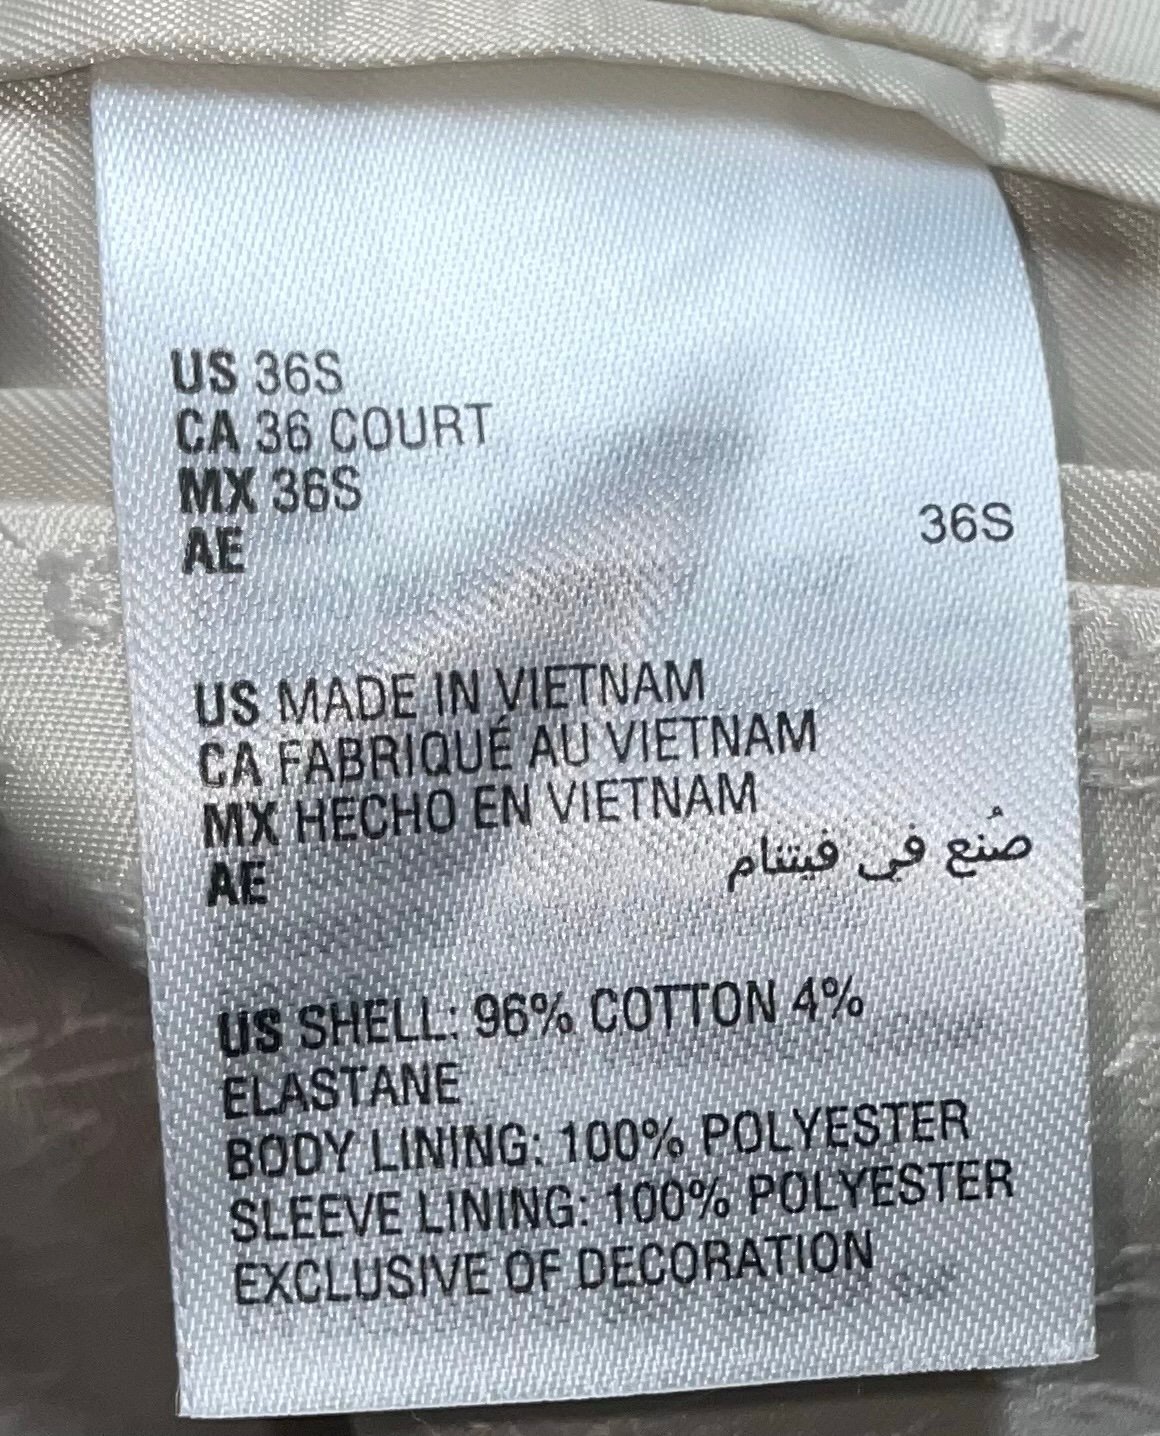 US 36S
CA 36 COURT
MX 36S
AE 36S
US MADE IN VIETNAM
CA FABRIQUÉ AU VIETNAM
MX HECHO EN VIETNAM
AE صُنع في فيتنام
US SHELL: 96% COTTON 4%
ELASTANE
BODY LINING: 100% POLYESTER
SLEEVE LINING: 100% POLYESTER
EXCLUSIVE OF DECORATION